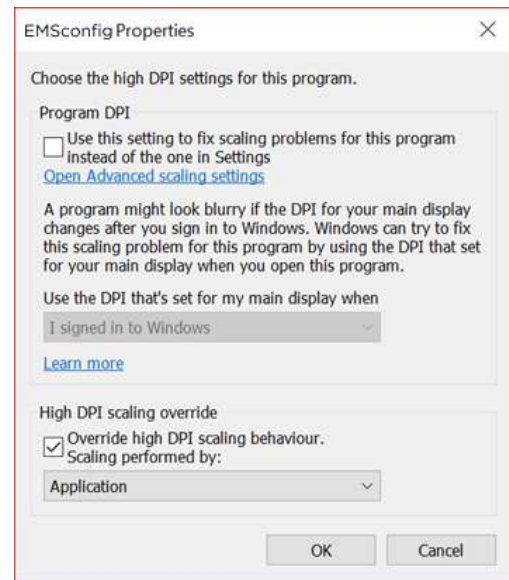 EMSconfig Properties
Choose the high DPI settings for this program.
Program DPI
Use this setting to fix scaling problems for this program
instead of the one in Settings
Open Advanced scaling settings
A program might look blurry if the DPI for your main display
changes after you sign in to Windows. Windows can try to fix
this scaling problem for this program by using the DPI that set
for your main display when you open this program.
Use the DPI that's set for my main display when
I signed in to Windows
Learn more
High DPI scaling override
Override high DPI scaling behaviour.
Scaling performed by:
Application
OK Cancel